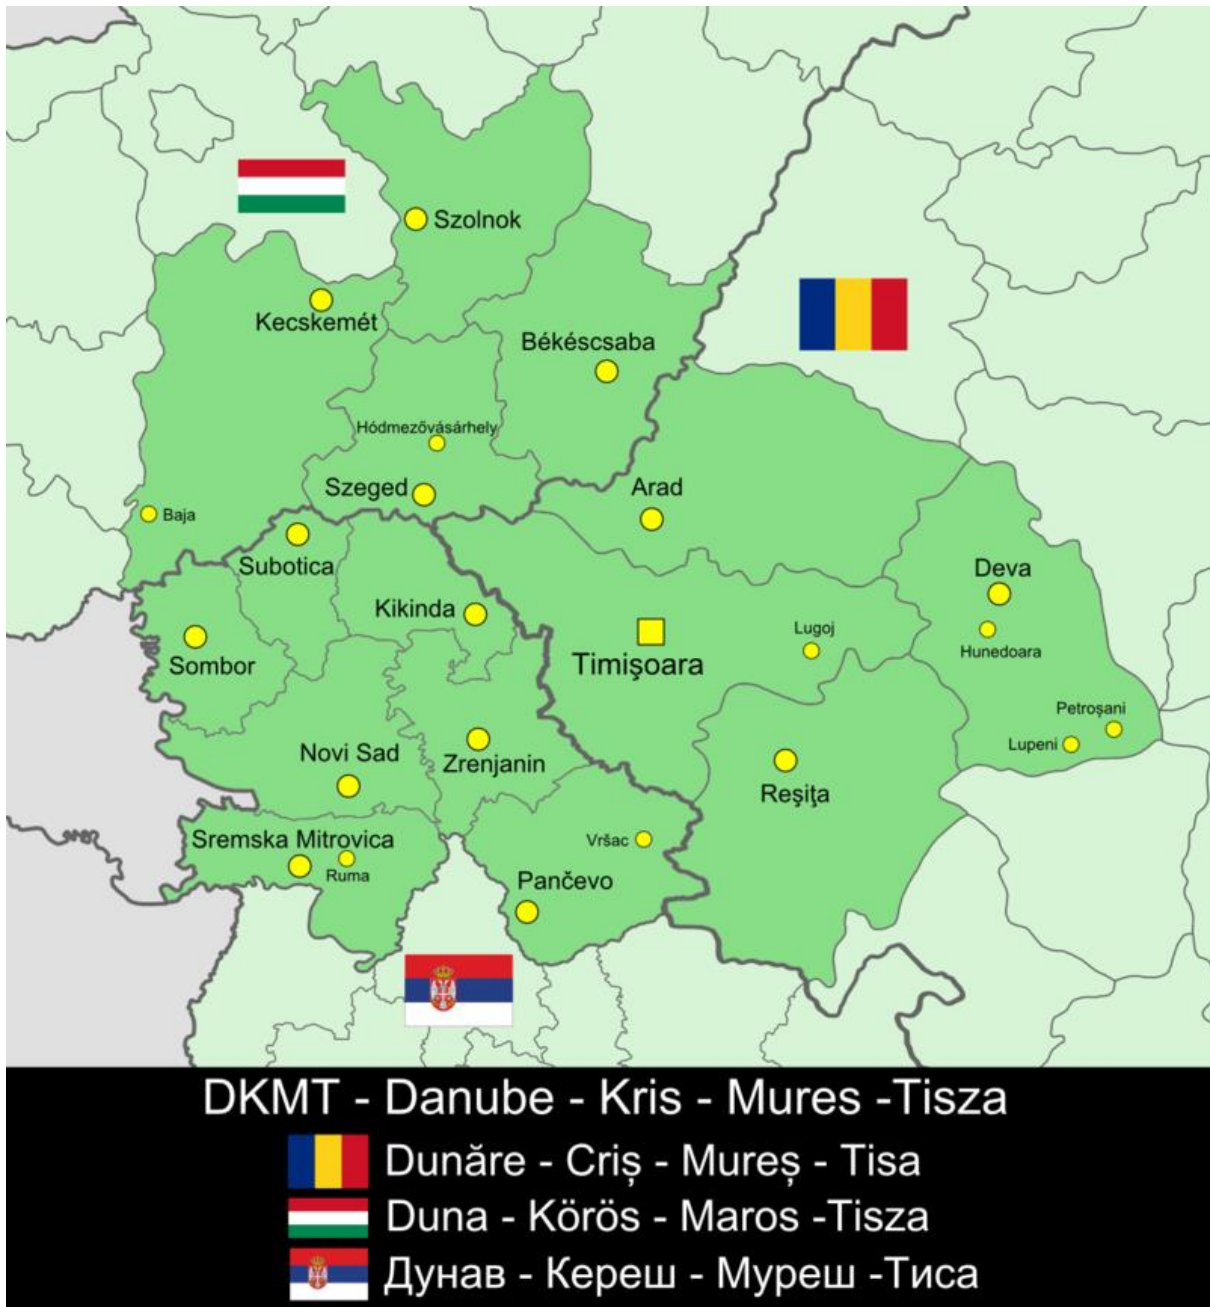 Szolnok
Kecskemét
Békéscsaba
Hódmezővásárhely
Szeged
Arad
Baja
Subotica
Deva
Kikinda
Lugoj
Hunedoara
Sombor
Timişoara
Petroșani
Novi Sad
Zrenjanin
Lupeni
Reşiţa
Sremska Mitrovica
Vršac
Ruma
Pančevo
DKMT - Danube - Kris - Mures -Tisza
Dunăre - Criș - Mureș - Tisa
Duna - Körös - Maros -Tisza
Дунав - Кереш - Муреш -Тиса